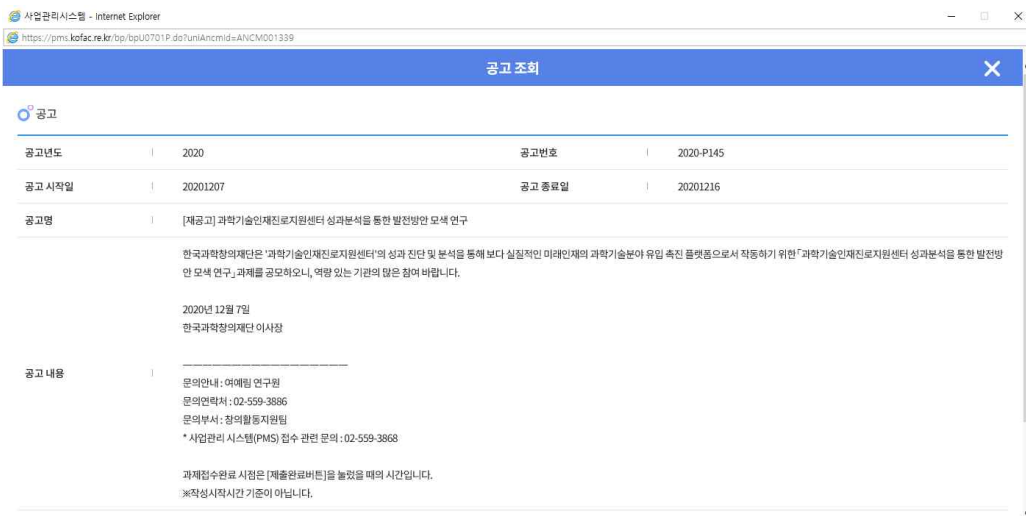 사업관리시스템 - Internet Explorer
https://pms.kofac.re.kr/bp/bpU0701P.do?uniAncmId=ANCM001339
공고 조회
공고
공고년도 2020 공고번호 2020-P145
공고 시작일 20201207 공고 종료일 20201216
공고명 [재공고] 과학기술인재진로지원센터 성과분석을 통한 발전방안 모색 연구
한국과학창의재단은 '과학기술인재진로지원센터'의 성과 진단 및 분석을 통해 보다 실질적인 미래인재의 과학기술분야 유입 촉진 플랫폼으로서 작동하기 위한「과학기술인재진로지원센터 성과분석을 통한 발전방
안 모색 연구」과제를 공모하오니, 역량 있는 기관의 많은 참여 바랍니다.
2020년 12월 7일
한국과학창의재단 이사장
공고 내용
문의안내 : 여예림 연구원
문의연락처 : 02-559-3886
문의부서 : 창의활동지원팀
* 사업관리 시스템(PMS) 접수 관련 문의 : 02-559-3868
과제접수완료 시점은 [제출완료버튼]을 눌렀을 때의 시간입니다.
※작성시작시간 기준이 아닙니다.